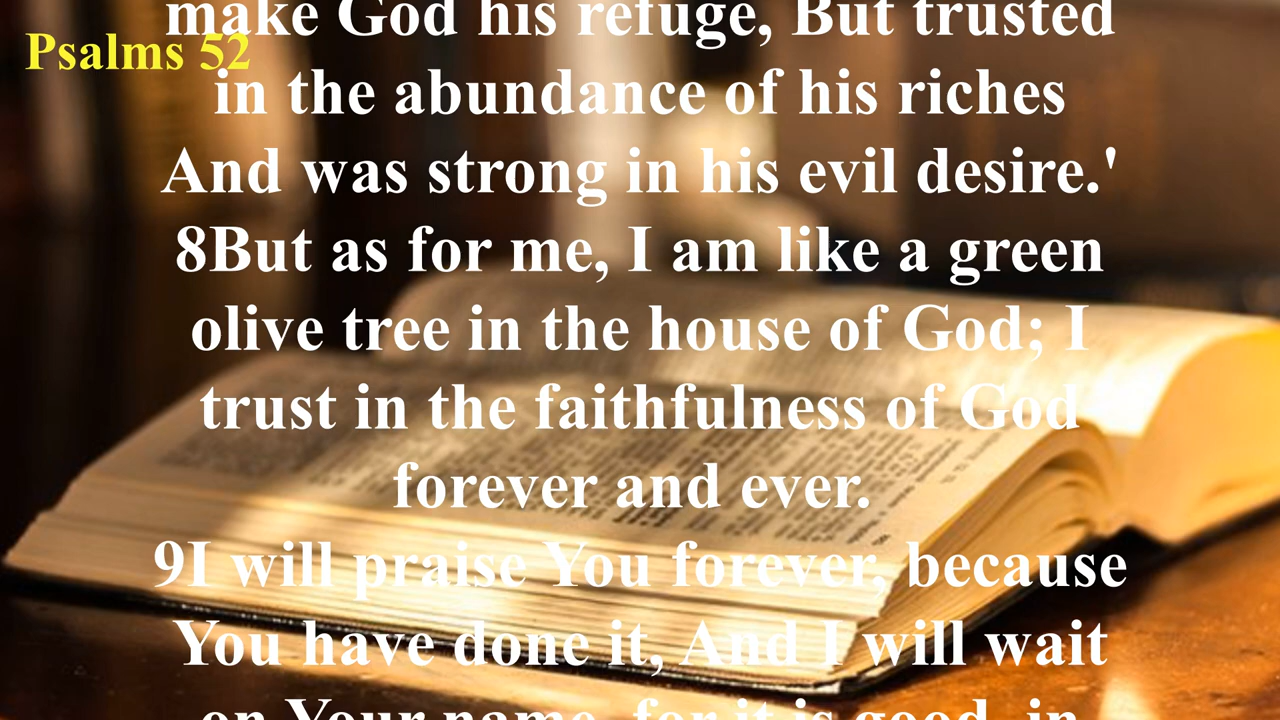 Psalms 52
make God his refuge, But trusted
in the abundance of his riches
And was strong in his evil desire.'
8But as for me, I am like a green
olive tree in the house of God; I
trust in the faithfulness of God
forever and ever.
9I will praise You forever, because
You have done it, And I will wait
on Your name, for it is good, in